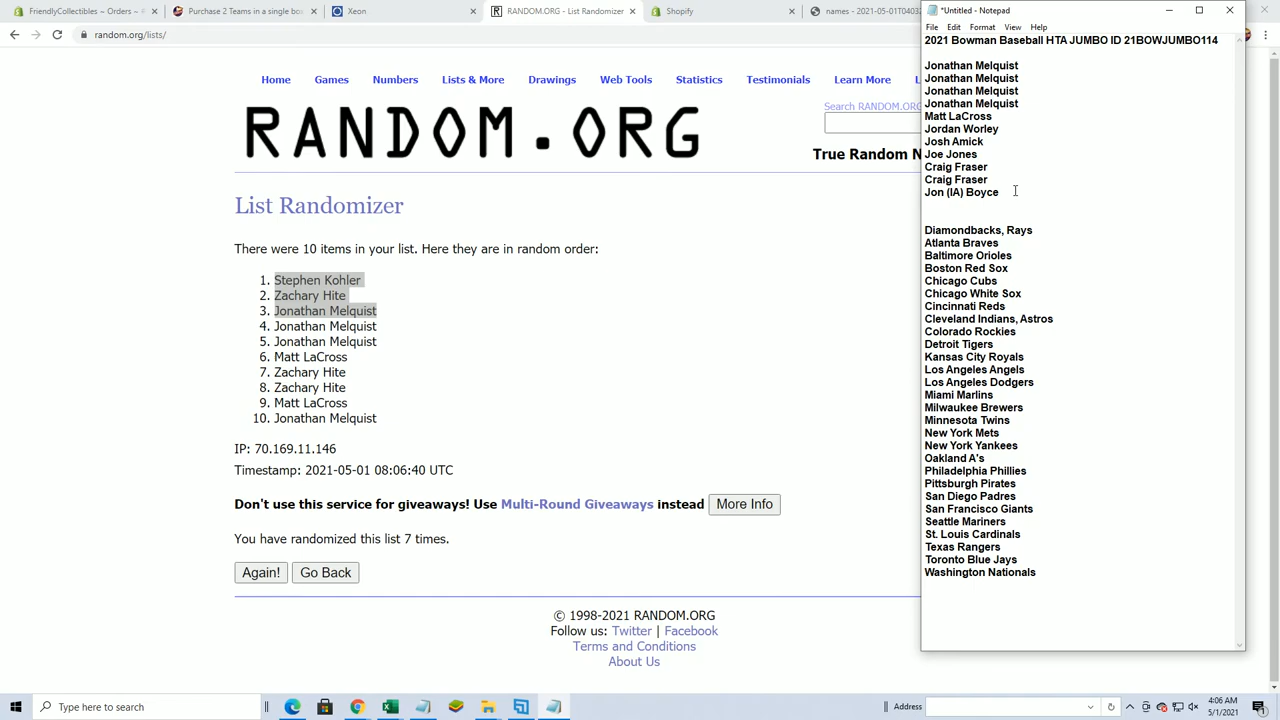 FriendlyCollectibles ~ Orders ~
Purchase 2 Teams in a single bo
Xeon
RANDOM.ORG - List Randomizer
Shopify
names - 2021-05-01T0403
random.org/lists/
Home
Games
Numbers
Lists & More
Drawings
Web Tools
Statistics
Testimonials
Learn More
Search RANDOM.ORG
RANDOM.ORG
True Random N
List Randomizer
There were 10 items in your list. Here they are in random order:
1. Stephen Kohler
2. Zachary Hite
3. Jonathan Melquist
4. Jonathan Melquist
5. Jonathan Melquist
6. Matt LaCross
7. Zachary Hite
8. Zachary Hite
9. Matt LaCross
10. Jonathan Melquist
IP: 70.169.11.146
Timestamp: 2021-05-01 08:06:40 UTC
Don't use this service for giveaways! Use Multi-Round Giveaways instead
More Info
You have randomized this list 7 times.
Again!
Go Back
© 1998-2021 RANDOM.ORG
Follow us: Twitter | Facebook
Terms and Conditions
About Us
*Untitled - Notepad
File Edit Format View Help
2021 Bowman Baseball HTA JUMBO ID 21BOWJUMBO114
Jonathan Melquist
Jonathan Melquist
Jonathan Melquist
Jonathan Melquist
Matt LaCross
Jordan Worley
Josh Amick
Joe Jones
Craig Fraser
Craig Fraser
Jon (IA) Boyce
Diamondbacks, Rays
Atlanta Braves
Baltimore Orioles
Boston Red Sox
Chicago Cubs
Chicago White Sox
Cincinnati Reds
Cleveland Indians, Astros
Colorado Rockies
Detroit Tigers
Kansas City Royals
Los Angeles Angels
Los Angeles Dodgers
Miami Marlins
Milwaukee Brewers
Minnesota Twins
New York Mets
New York Yankees
Oakland A's
Philadelphia Phillies
Pittsburgh Pirates
San Diego Padres
San Francisco Giants
Seattle Mariners
St. Louis Cardinals
Texas Rangers
Toronto Blue Jays
Washington Nationals
Type here to search
Address
4:06 AM
5/1/2021